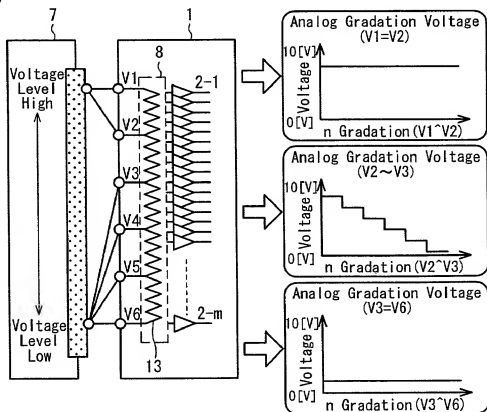 7
1
Voltage
Level
High
Voltage
Level
Low
8
2-1
V1
V2
V3
V4
V5
V6
2-m
13
Analog Gradation Voltage
(V1=V2)
10[V]
Voltage
0[V]
n Gradation(V1^V2)
Analog Gradation Voltage
(V2~V3)
10[V]
Voltage
0[V]
n Gradation(V2^V3)
Analog Gradation Voltage
(V3=V6)
10[V]
Voltage
0[V]
n Gradation(V3^V6)